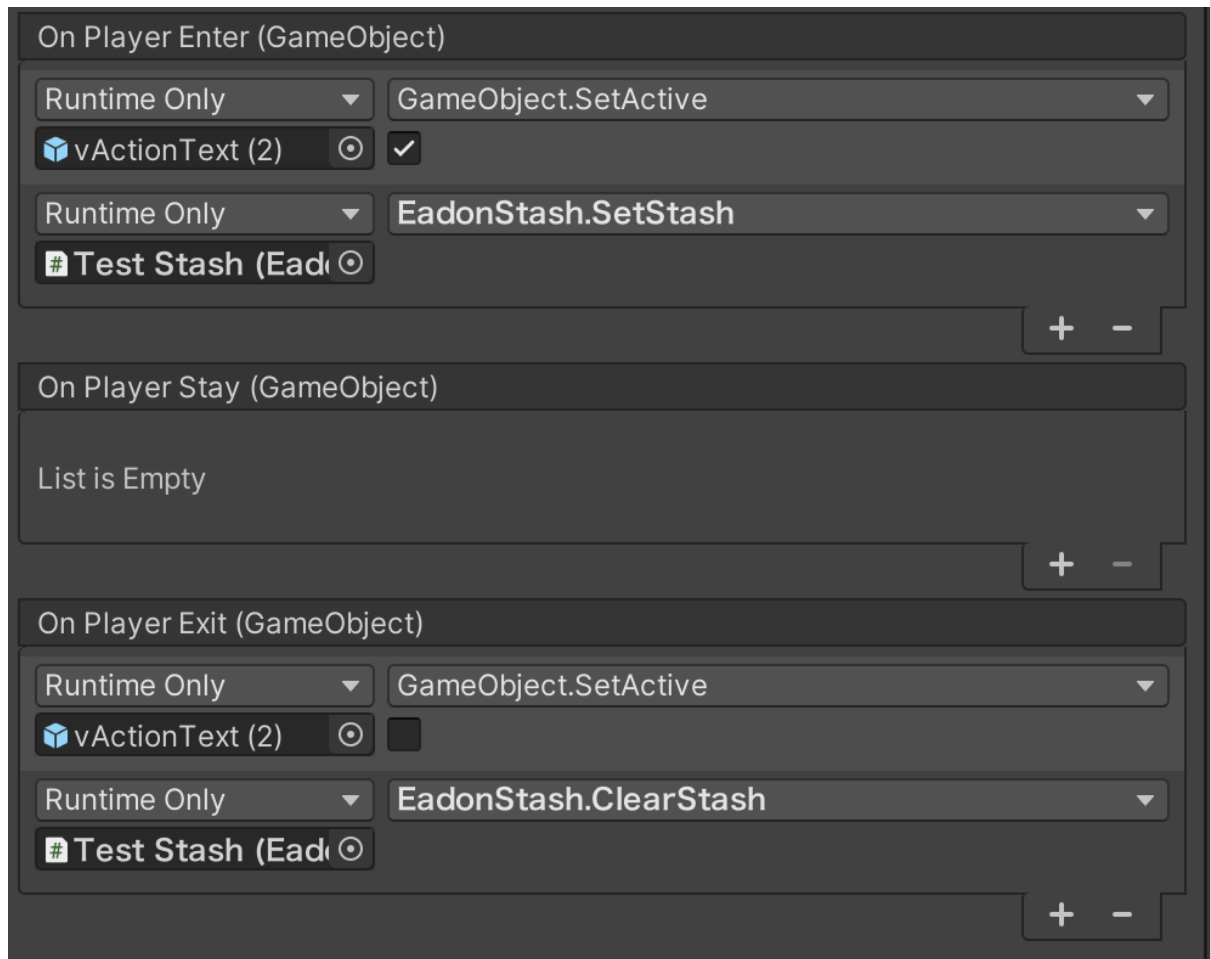 On Player Enter (GameObject)
Runtime Only GameObject.SetActive
vActionText (2)
Runtime Only EadonStash.SetStash
# Test Stash (Ead
+ −
On Player Stay (GameObject)
List is Empty
+ −
On Player Exit (GameObject)
Runtime Only GameObject.SetActive
vActionText (2)
Runtime Only EadonStash.ClearStash
# Test Stash (Ead
+ −